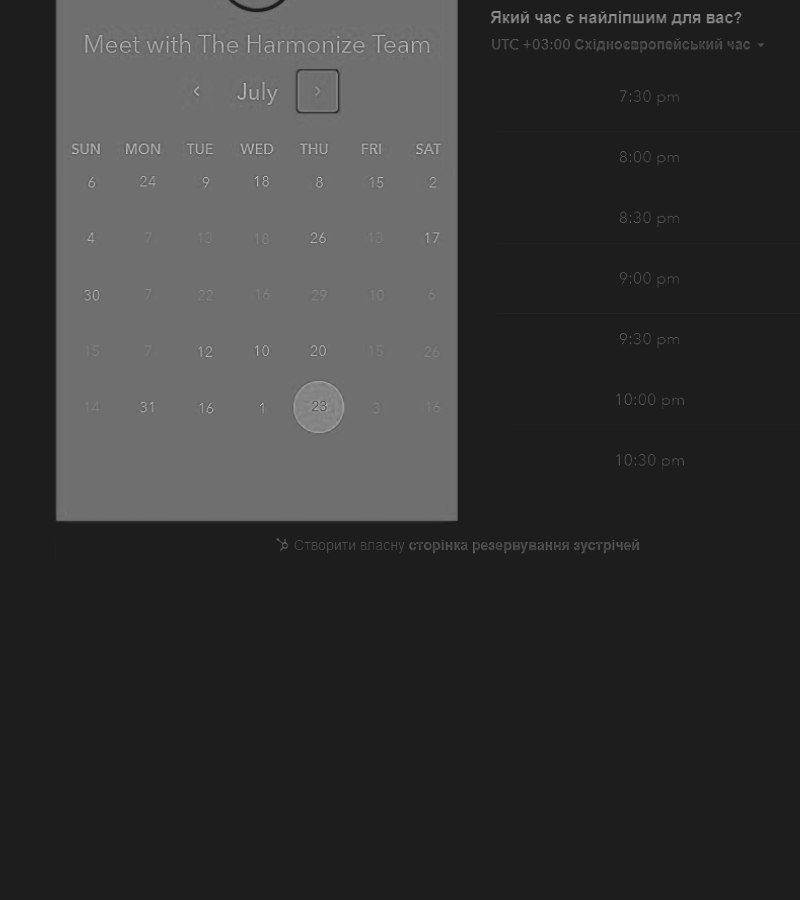 Meet with The Harmonize Team
July
SUN MON TUE WED THU FRI SAT
6 24 9 18 8 15 2
4 7 13 18 26 13 17
30 7 22 16 29 10 6
15 7 12 10 20 15 26
14 31 16 1 23 3 16
Який час є найліпшим для вас?
UTC +03:00 Східноєвропейський час
7:30 pm
8:00 pm
8:30 pm
9:00 pm
9:30 pm
10:00 pm
10:30 pm
Створити власну сторінка резервування зустрічей